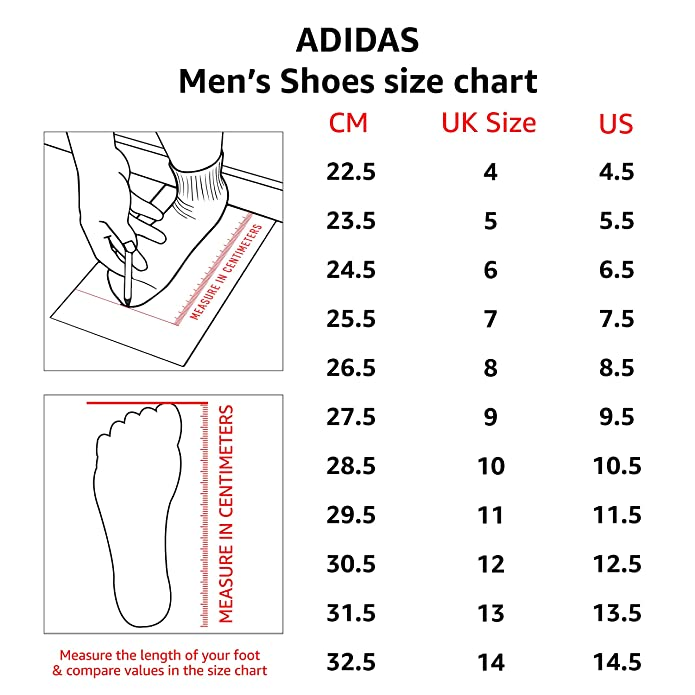 ADIDAS
Men's Shoes size chart
CM UK Size US
22.5 4 4.5
23.5 5 5.5
24.5 6 6.5
25.5 7 7.5
26.5 8 8.5
27.5 9 9.5
28.5 10 10.5
29.5 11 11.5
30.5 12 12.5
31.5 13 13.5
32.5 14 14.5
MEASURE IN CENTIMETERS
MEASURE IN CENTIMETERS
Measure the length of your foot
& compare values in the size chart